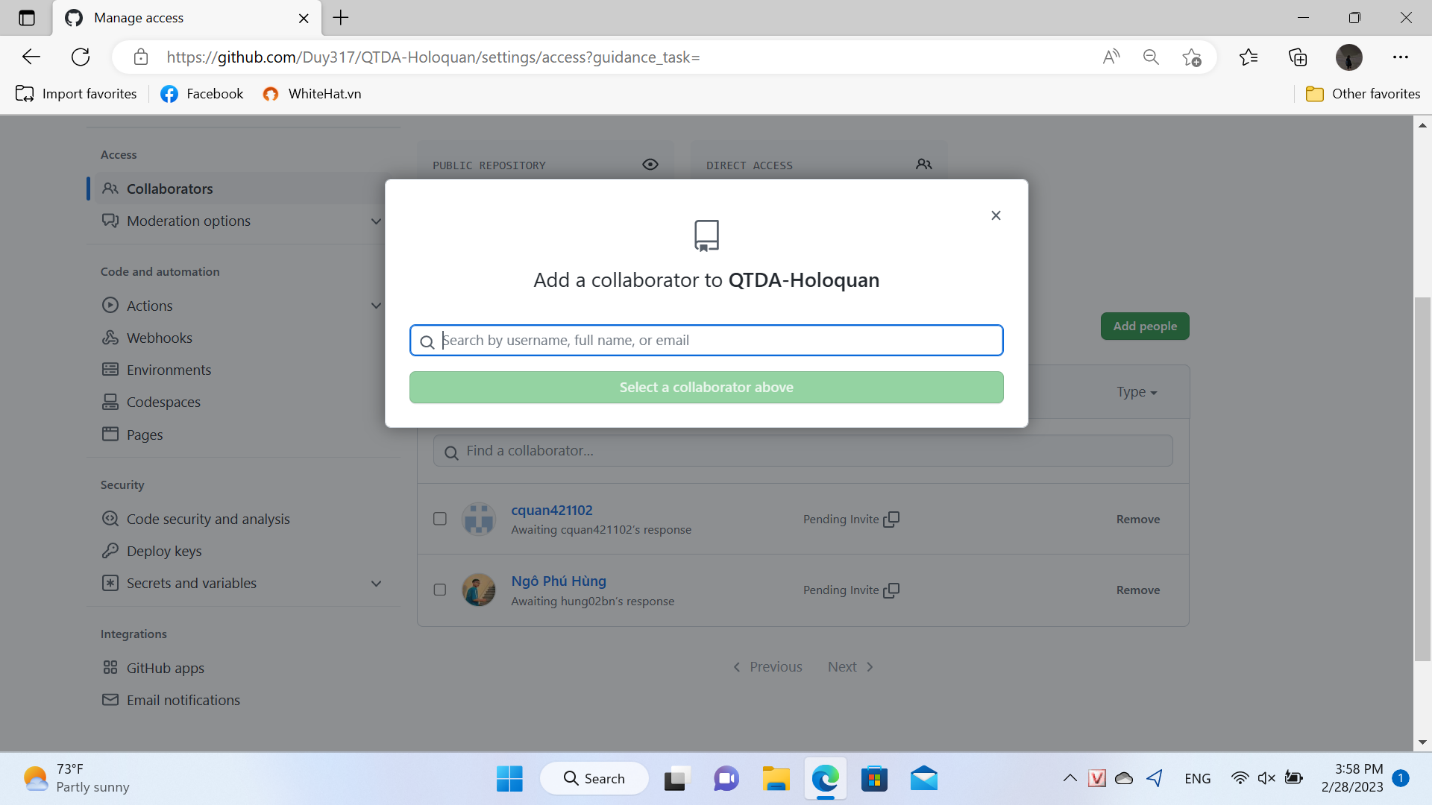 Manage access
https://github.com/Duy317/QTDA-Holoquan/settings/access?guidance_task=
Import favorites
Facebook
WhiteHat.vn
Other favorites
Access
Collaborators
Moderation options
Code and automation
Actions
Webhooks
Environments
Codespaces
Pages
Security
Code security and analysis
Deploy keys
Secrets and variables
Integrations
GitHub apps
Email notifications
PUBLIC REPOSITORY
DIRECT ACCESS
Add a collaborator to QTDA-Holoquan
Search by username, full name, or email
Select a collaborator above
Add people
Type
Find a collaborator...
cquan421102
Awaiting cquan421102's response
Pending Invite
Remove
Ngô Phú Hùng
Awaiting hung02bn's response
Pending Invite
Remove
Previous
Next
73°F
Partly sunny
Search
ENG
3:58 PM
2/28/2023
1